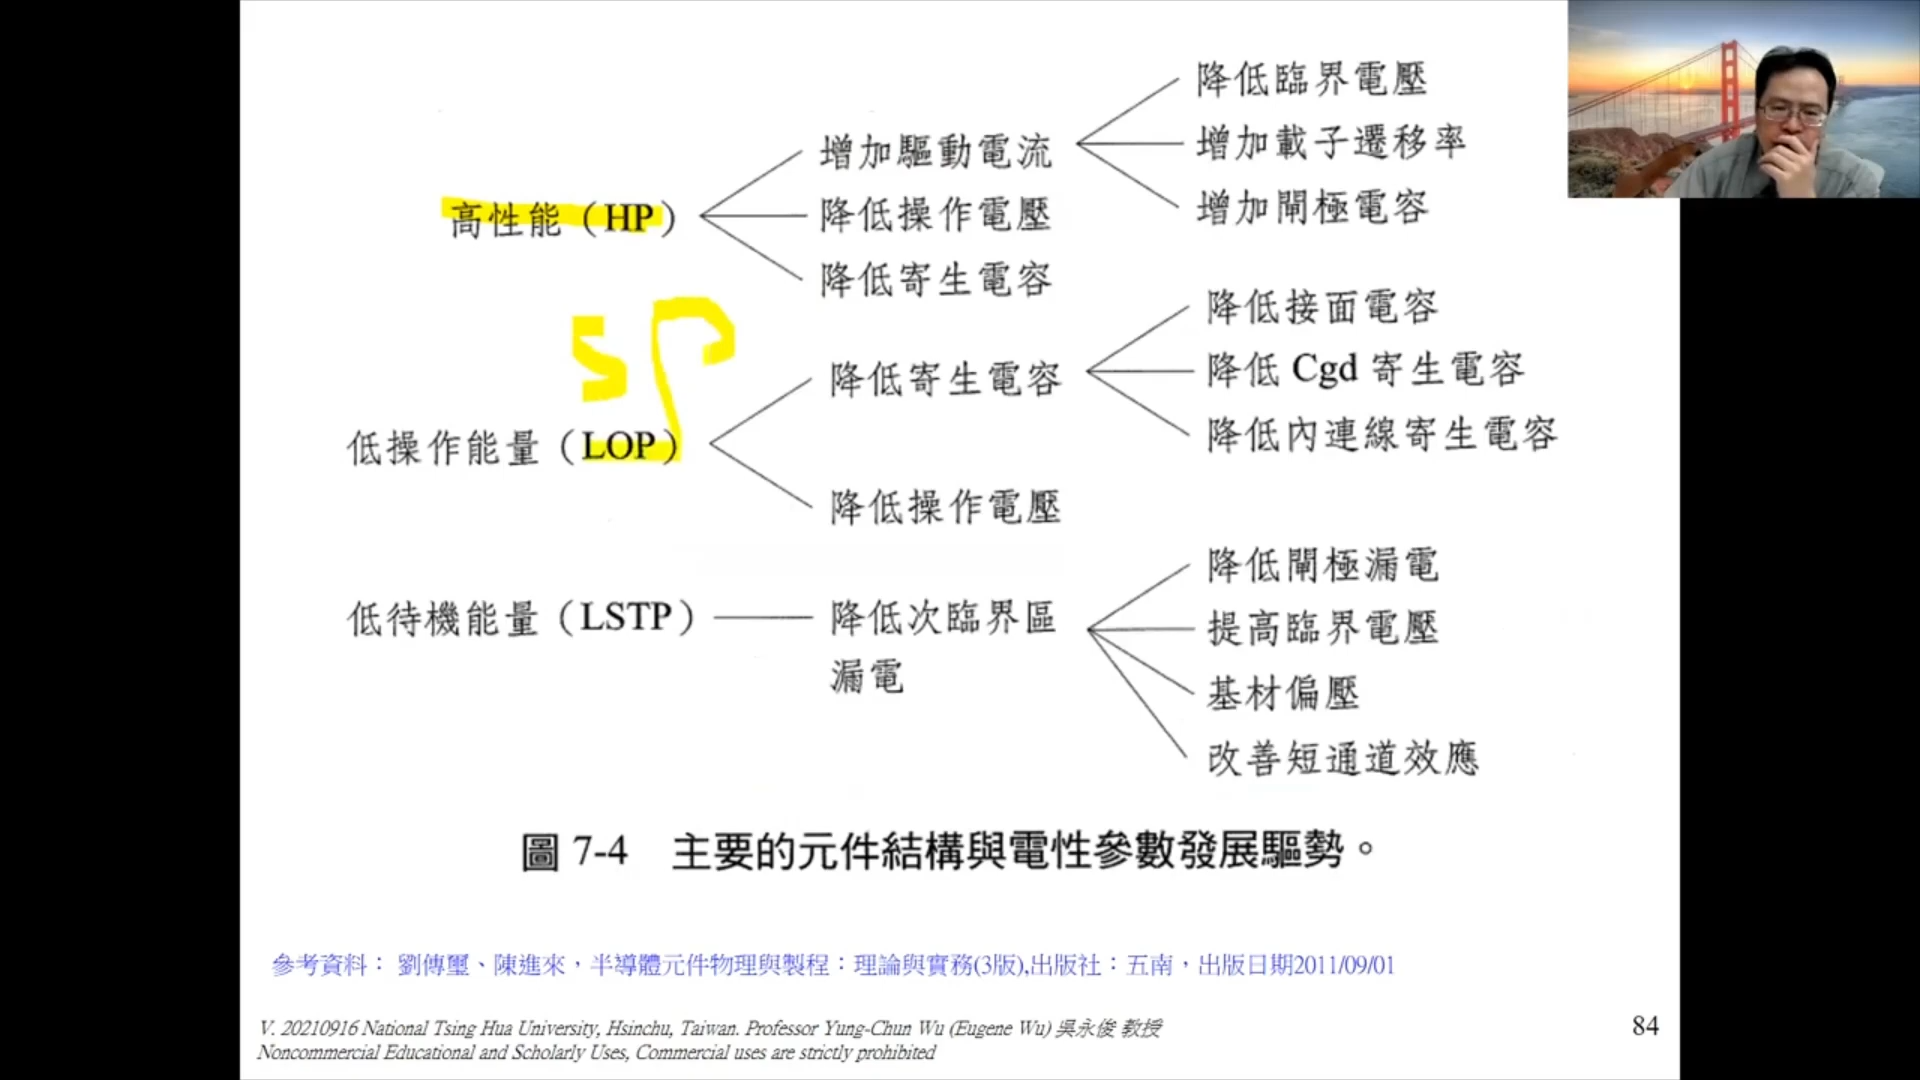 高性能（HP）
增加驅動電流
降低操作電壓
降低寄生電容
降低臨界電壓
增加載子遷移率
增加閘極電容
SP
低操作能量（LOP）
降低寄生電容
降低操作電壓
降低接面電容
降低 Cgd 寄生電容
降低內連線寄生電容
低待機能量（LSTP）
降低次臨界區
漏電
降低閘極漏電
提高臨界電壓
基材偏壓
改善短通道效應
圖 7-4 主要的元件結構與電性參數發展驅勢。
參考資料： 劉傳璽、陳進來，半導體元件物理與製程：理論與實務(3版),出版社：五南，出版日期2011/09/01
V. 20210916 National Tsing Hua University, Hsinchu, Taiwan. Professor Yung-Chun Wu (Eugene Wu) 吳永俊 教授
Noncommercial Educational and Scholarly Uses, Commercial uses are strictly prohibited
84